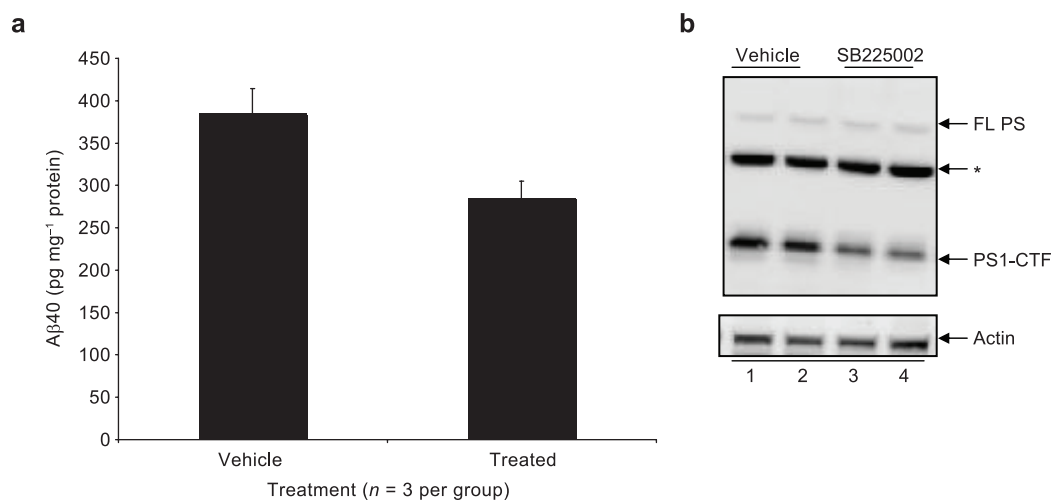 a
450
400
350
300
250
200
150
100
50
0
Aβ40 (pg mg⁻¹ protein)
Vehicle Treated
Treatment (n = 3 per group)
b
Vehicle SB225002
FL PS
*
PS1-CTF
Actin
1 2 3 4